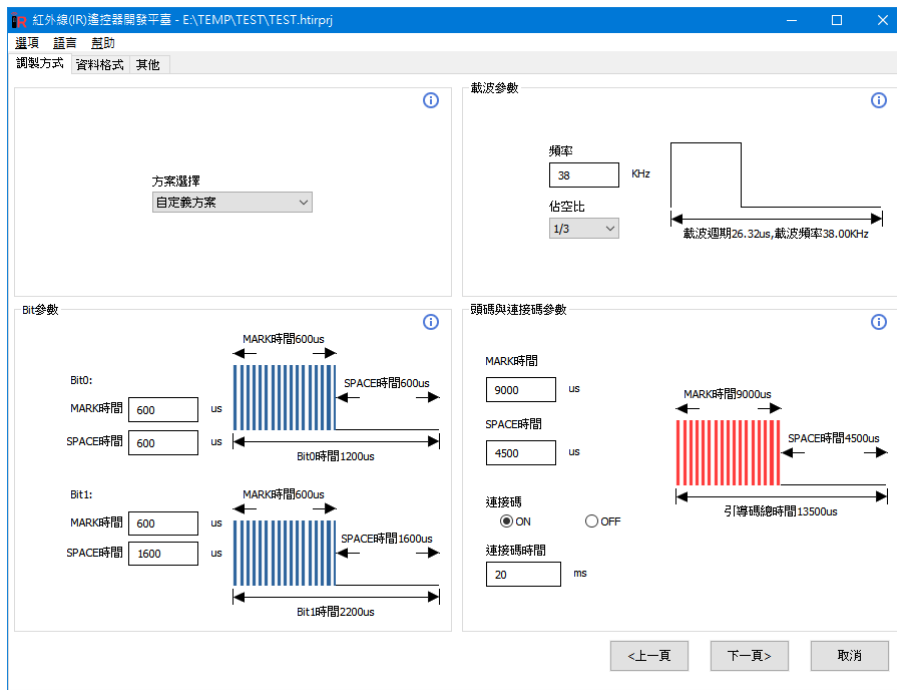 紅外線(IR)遙控器開發平臺 - E:\TEMP\TEST\TEST.htirprj
選項 語言 幫助
調製方式 資料格式 其他
方案選擇
自定義方案
載波參數
頻率
38 KHz
佔空比
1/3
載波週期26.32us,載波頻率38.00KHz
Bit參數
MARK時間600us
Bit0:
SPACE時間600us
MARK時間 600 us
SPACE時間 600 us
Bit0時間1200us
Bit1:
MARK時間600us
MARK時間 600 us
SPACE時間1600us
SPACE時間 1600 us
Bit1時間2200us
頭碼與連接碼參數
MARK時間
9000 us
MARK時間9000us
SPACE時間
SPACE時間4500us
4500 us
引導碼總時間13500us
連接碼
ON OFF
連接碼時間
20 ms
<上一頁 下一頁> 取消